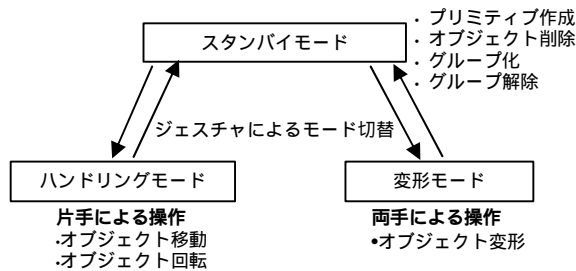 スタンバイモード
. プリミティブ作成
. オブジェクト削除
. グループ化
. グループ解除
ジェスチャによるモード切替
ハンドリングモード
変形モード
片手による操作
.オブジェクト移動
.オブジェクト回転
両手による操作
•オブジェクト変形